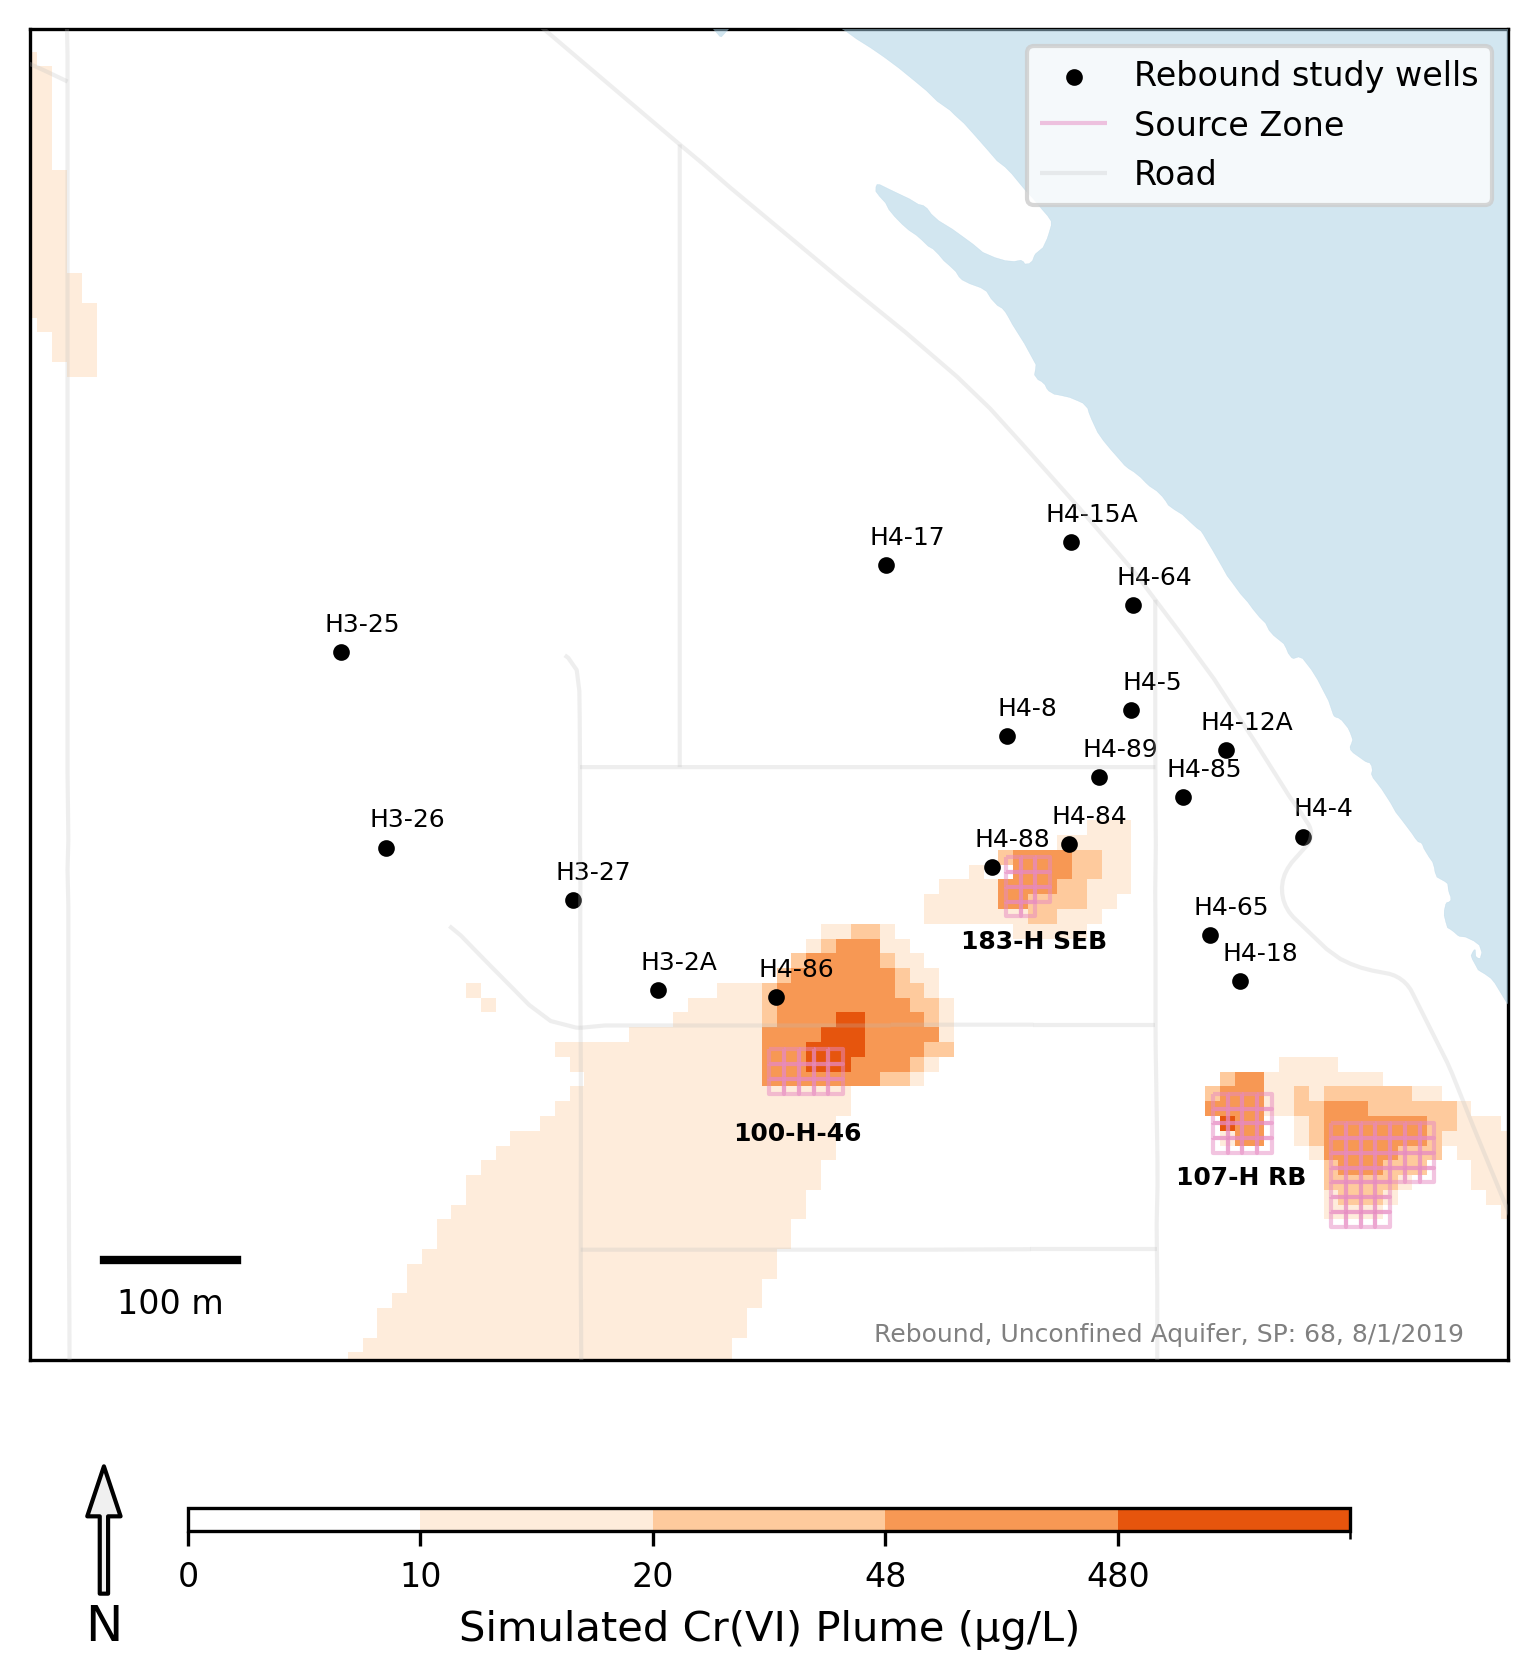 Rebound study wells
Source Zone
Road
H4-15A
H4-17
H4-64
H3-25
H4-5
H4-8
H4-12A
H4-89
H4-85
H4-4
H4-84
H3-26
H4-88
H3-27
H4-65
183-H SEB
H4-18
H3-2A
H4-86
100-H-46
107-H RB
100 m
Rebound, Unconfined Aquifer, SP: 68, 8/1/2019
0 10 20 48 480
N
Simulated Cr(VI) Plume (µg/L)